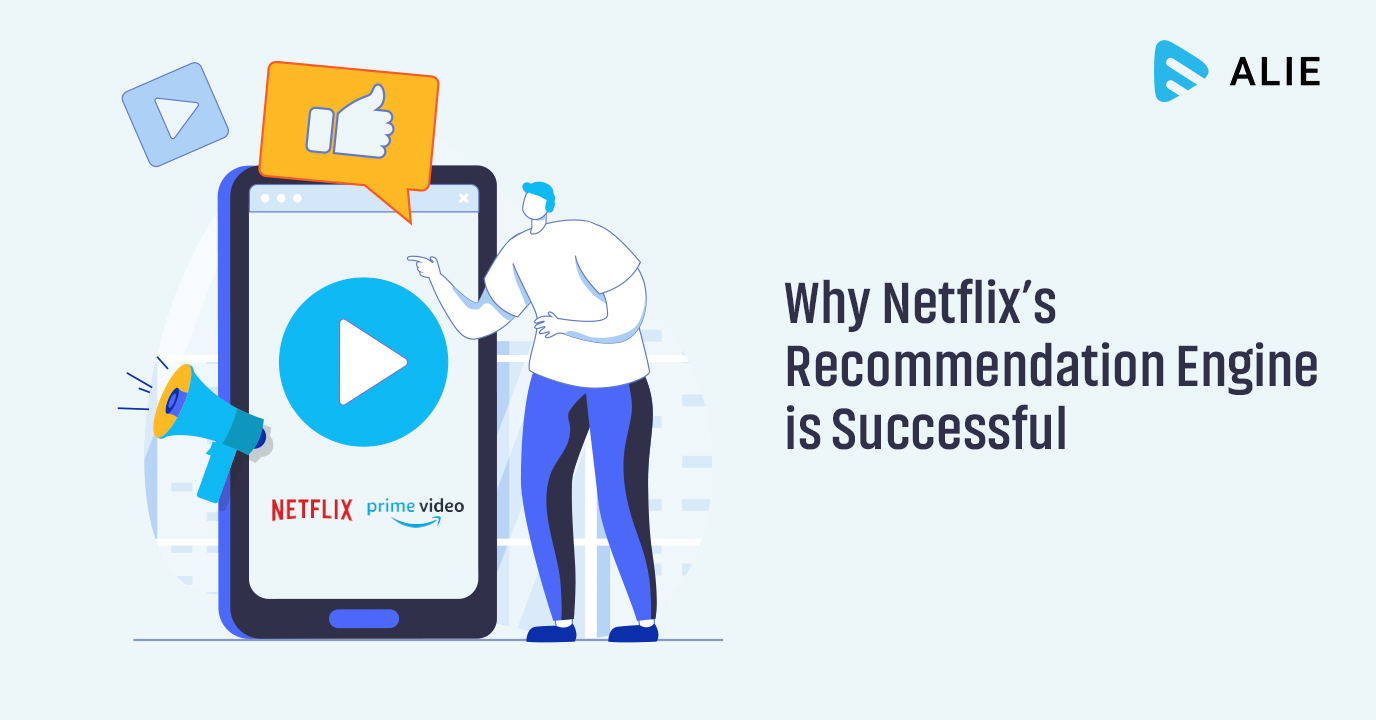 ALIE
Why Netflix’s
Recommendation Engine
is Successful
NETFLIX prime video